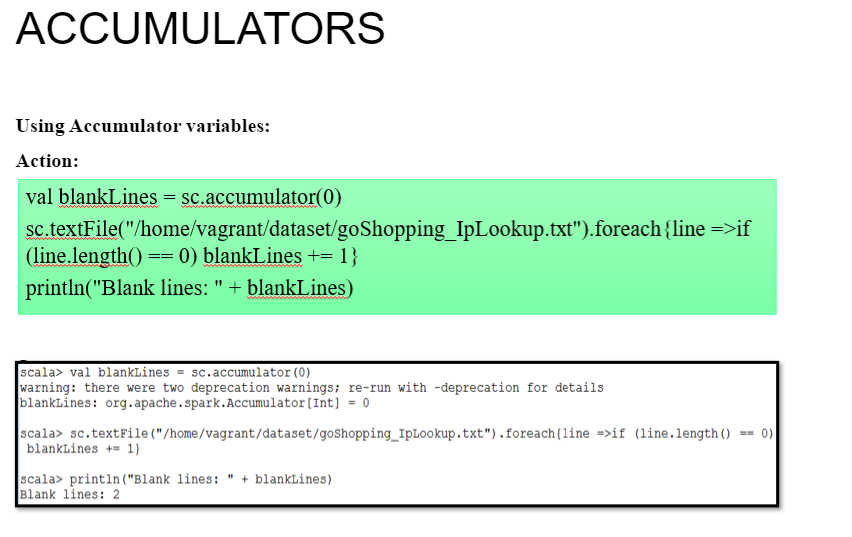 ACCUMULATORS
Using Accumulator variables:
Action:
val blankLines = sc.accumulator(0)
sc.textFile("/home/vagrant/dataset/goShopping_IpLookup.txt").foreach{line =>if
(line.length() == 0) blankLines += 1}
println("Blank lines: " + blankLines)
scala> val blankLines = sc.accumulator(0)
warning: there were two deprecation warnings; re-run with -deprecation for details
blankLines: org.apache.spark.Accumulator[Int] = 0
scala> sc.textFile("/home/vagrant/dataset/goShopping_IpLookup.txt").foreach{line =>if (line.length() == 0)
blankLines += 1}
scala> println("Blank lines: " + blankLines)
Blank lines: 2